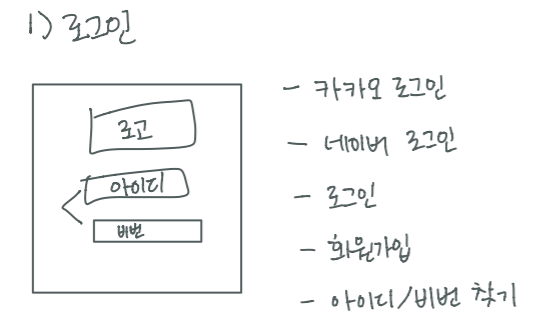 1) 로그인
로고
아이디
비번
- 카카오 로그인
- 네이버 로그인
- 로그인
- 회원가입
- 아이디/비번 찾기